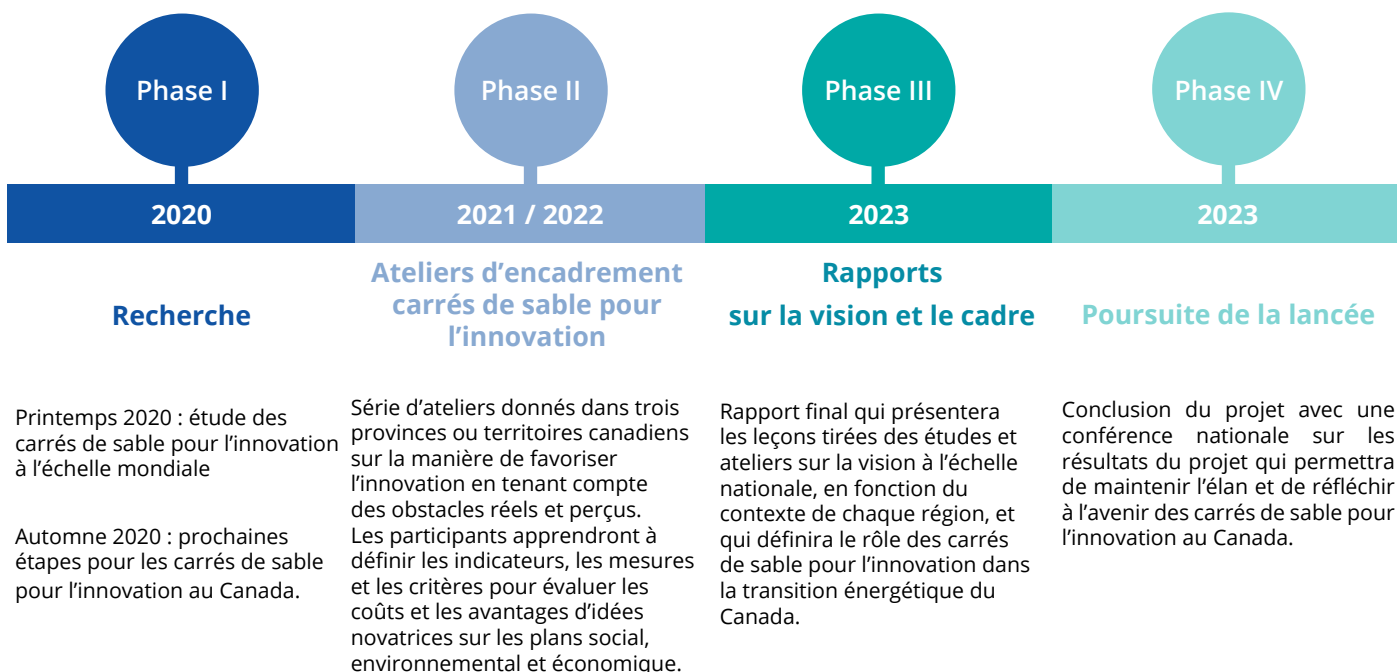 Phase I
Phase II
Phase III
Phase IV
2020
2021 / 2022
2023
2023
Recherche
Ateliers d’encadrement
carrés de sable pour
l’innovation
Rapports
sur la vision et le cadre
Poursuite de la lancée
Printemps 2020 : étude des
carrés de sable pour l’innovation
à l’échelle mondiale
Automne 2020 : prochaines
étapes pour les carrés de sable
pour l’innovation au Canada.
Série d’ateliers donnés dans trois
provinces ou territoires canadiens
sur la manière de favoriser
l’innovation en tenant compte
des obstacles réels et perçus.
Les participants apprendront à
définir les indicateurs, les mesures
et les critères pour évaluer les
coûts et les avantages d’idées
novatrices sur les plans social,
environnemental et économique.
Rapport final qui présentera
les leçons tirées des études et
ateliers sur la vision à l’échelle
nationale, en fonction du
contexte de chaque région, et
qui définira le rôle des carrés
de sable pour l’innovation dans
la transition énergétique du
Canada.
Conclusion du projet avec une
conférence nationale sur les
résultats du projet qui permettra
de maintenir l’élan et de réfléchir
à l’avenir des carrés de sable pour
l’innovation au Canada.